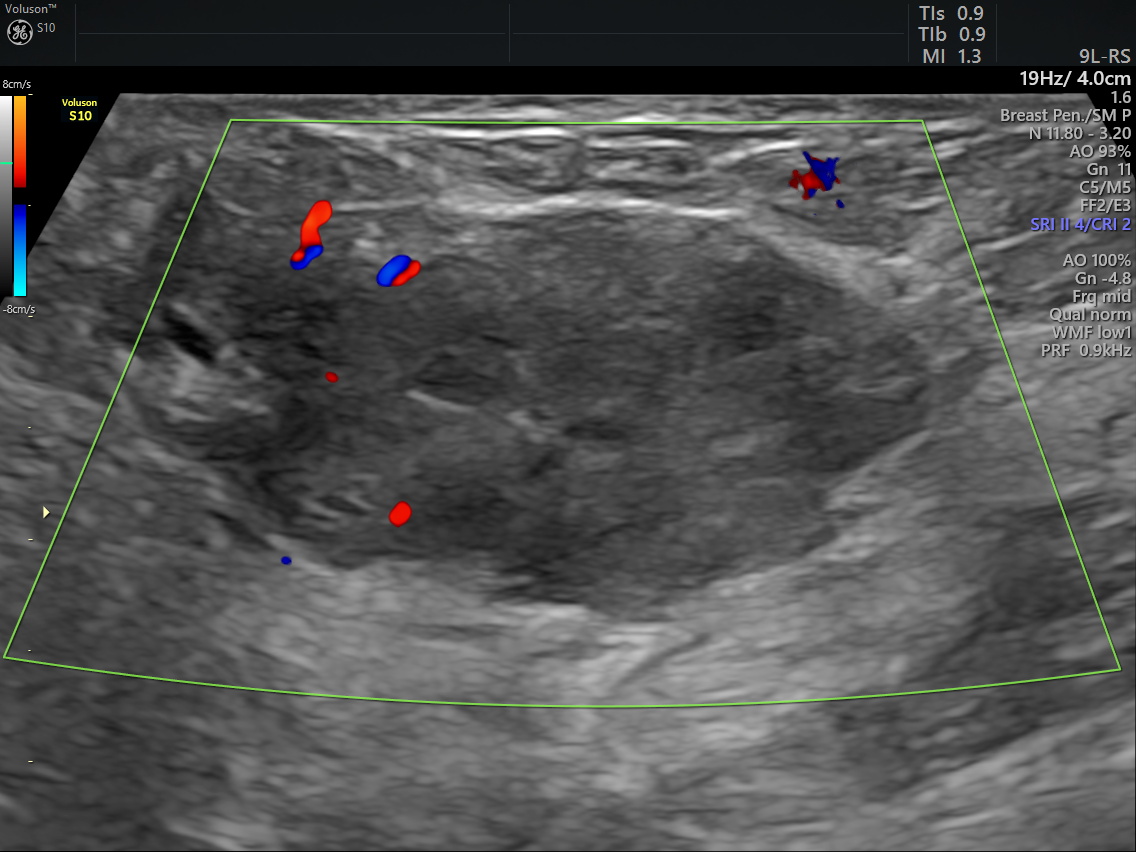 Voluson™
S10
TIs 0.9
TIb 0.9
MI 1.3
9L-RS
19Hz/ 4.0cm
8cm/s
Voluson
S10
-8cm/s
1.6
Breast Pen./SM P
N 11.80 - 3.20
AO 93%
Gn 11
C5/M5
FF2/E3
SRI II 4/CRI 2
AO 100%
Gn -4.8
Frq mid
Qual norm
WMF low1
PRF 0.9kHz